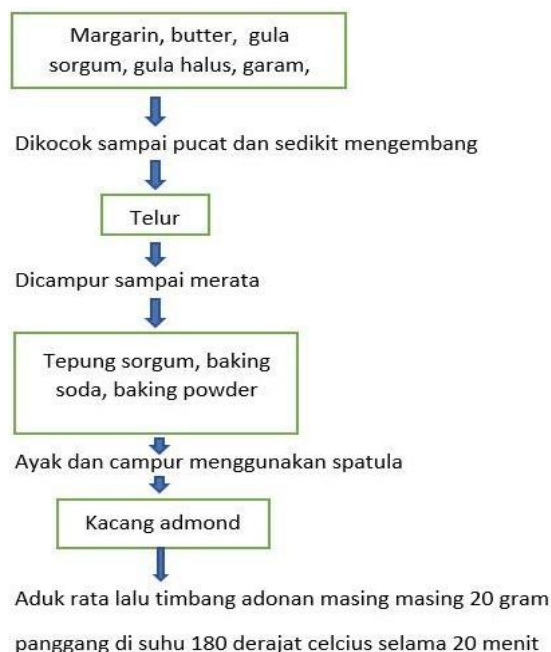 Margarin, butter, gula
sorgum, gula halus, garam,
Dikocok sampai pucat dan sedikit mengembang
Telur
Dicampur sampai merata
Tepung sorgum, baking
soda, baking powder
Ayak dan campur menggunakan spatula
Kacang admond
Aduk rata lalu timbang adonan masing masing 20 gram
panggang di suhu 180 derajat celcius selama 20 menit